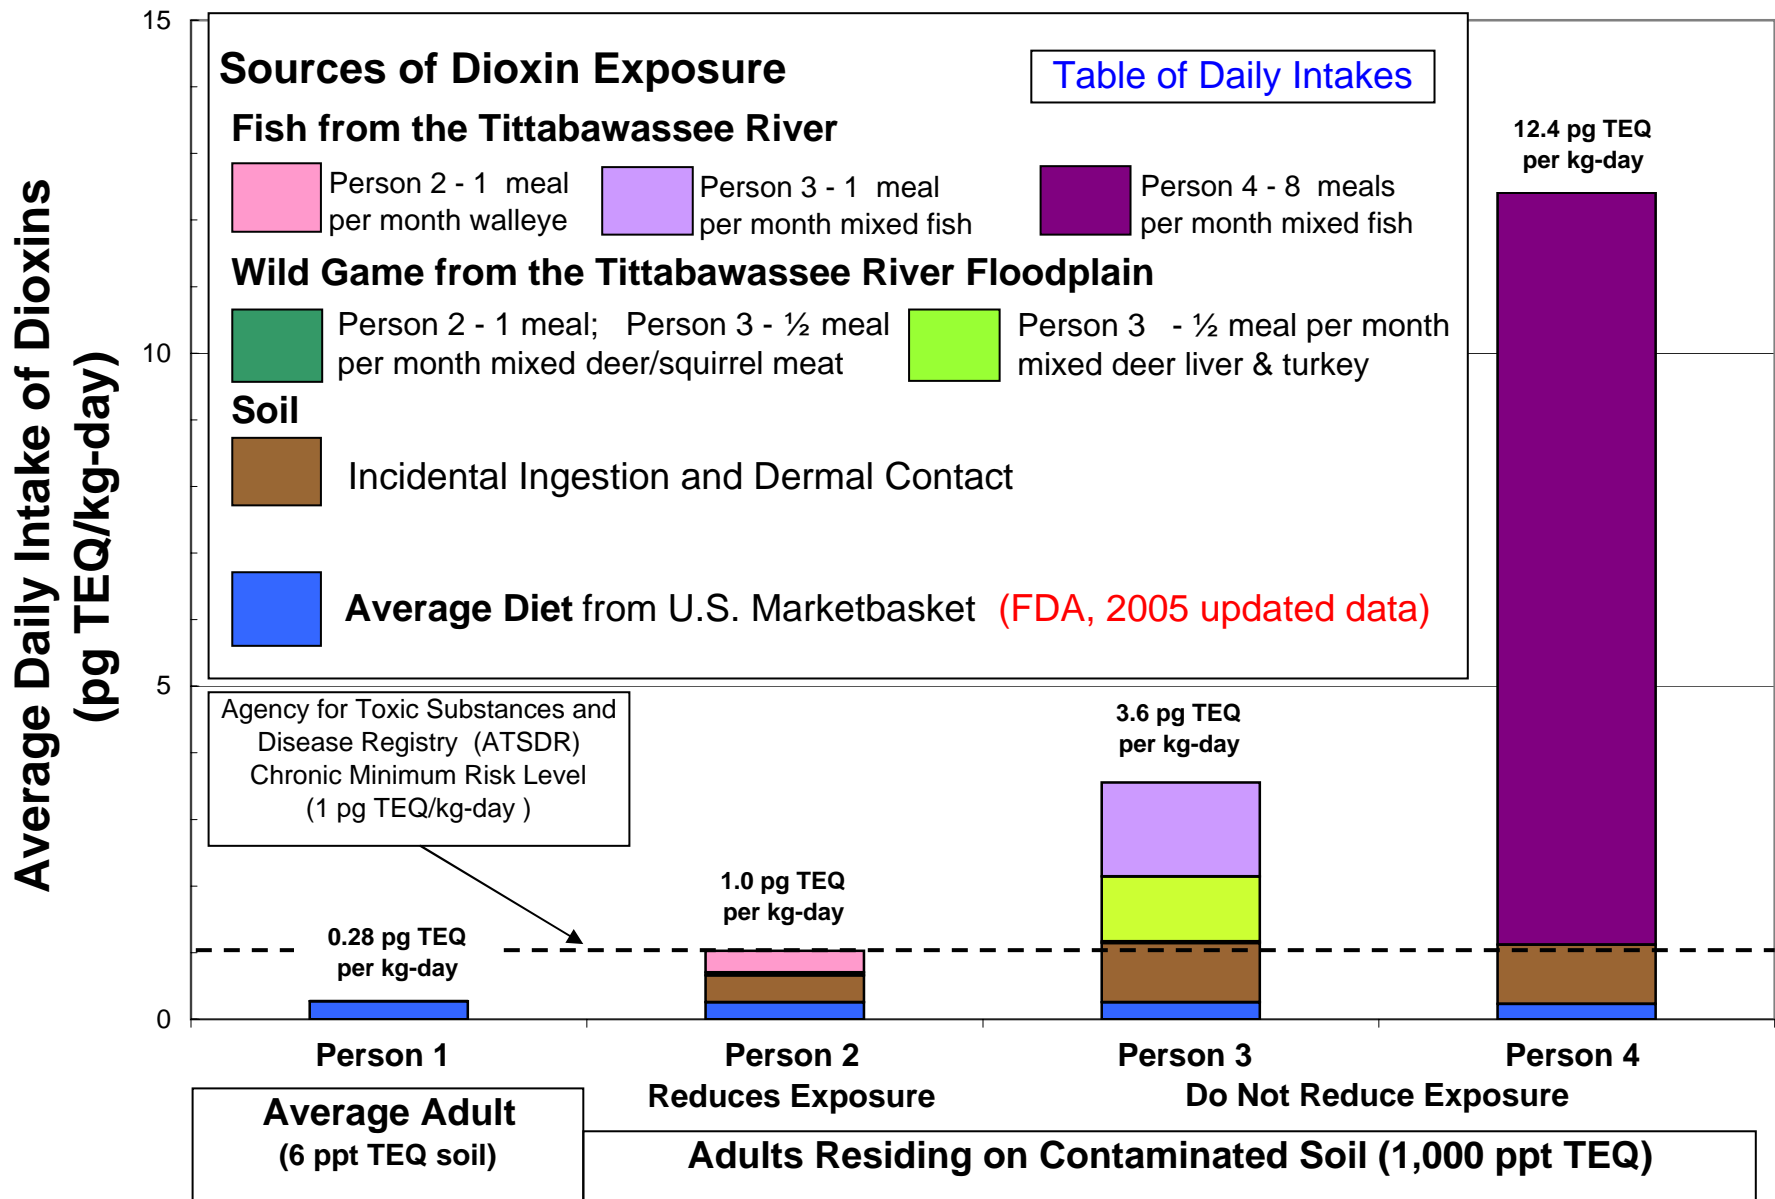 Average Daily Intake of Dioxins
(pg TEQ/kg-day)
15
10
5
0
Sources of Dioxin Exposure
Table of Daily Intakes
Fish from the Tittabawassee River
Person 2 - 1 meal
per month walleye
Person 3 - 1 meal
per month mixed fish
Person 4 - 8 meals
per month mixed fish
Wild Game from the Tittabawassee River Floodplain
Person 2 - 1 meal; Person 3 - ½ meal
per month mixed deer/squirrel meat
Person 3 - ½ meal per month
mixed deer liver & turkey
Soil
Incidental Ingestion and Dermal Contact
Average Diet from U.S. Marketbasket (FDA, 2005 updated data)
Agency for Toxic Substances and
Disease Registry (ATSDR)
Chronic Minimum Risk Level
(1 pg TEQ/kg-day )
0.28 pg TEQ
per kg-day
1.0 pg TEQ
per kg-day
3.6 pg TEQ
per kg-day
12.4 pg TEQ
per kg-day
Person 1
Person 2
Person 3
Person 4
Reduces Exposure
Do Not Reduce Exposure
Average Adult
(6 ppt TEQ soil)
Adults Residing on Contaminated Soil (1,000 ppt TEQ)